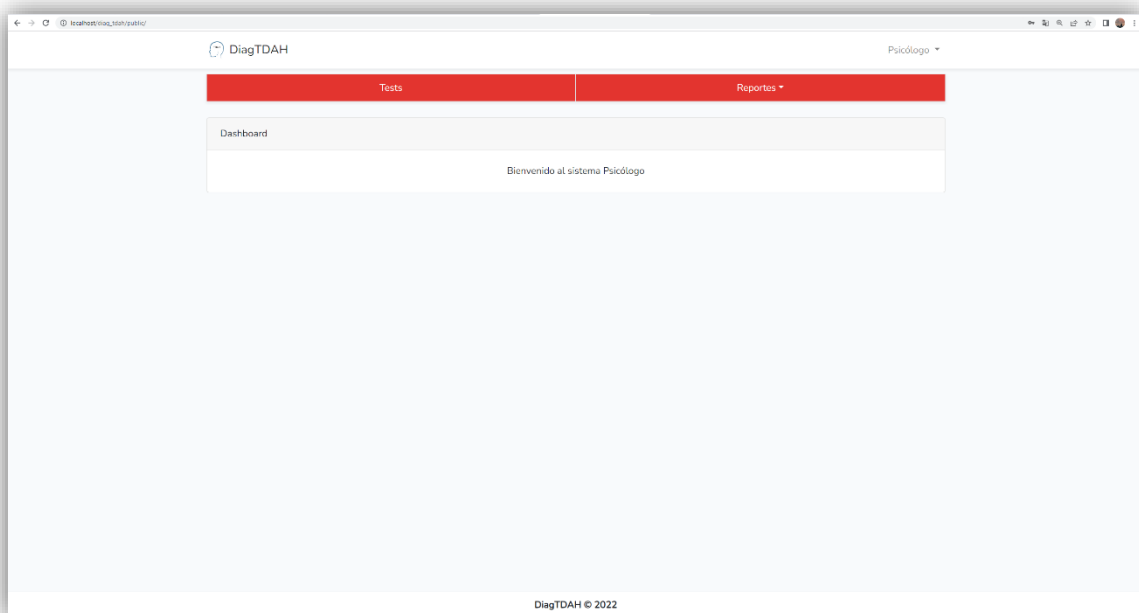 localhost/diag_tdah/public/
DiagTDAH
Psicólogo
Tests
Reportes
Dashboard
Bienvenido al sistema Psicólogo
DiagTDAH © 2022